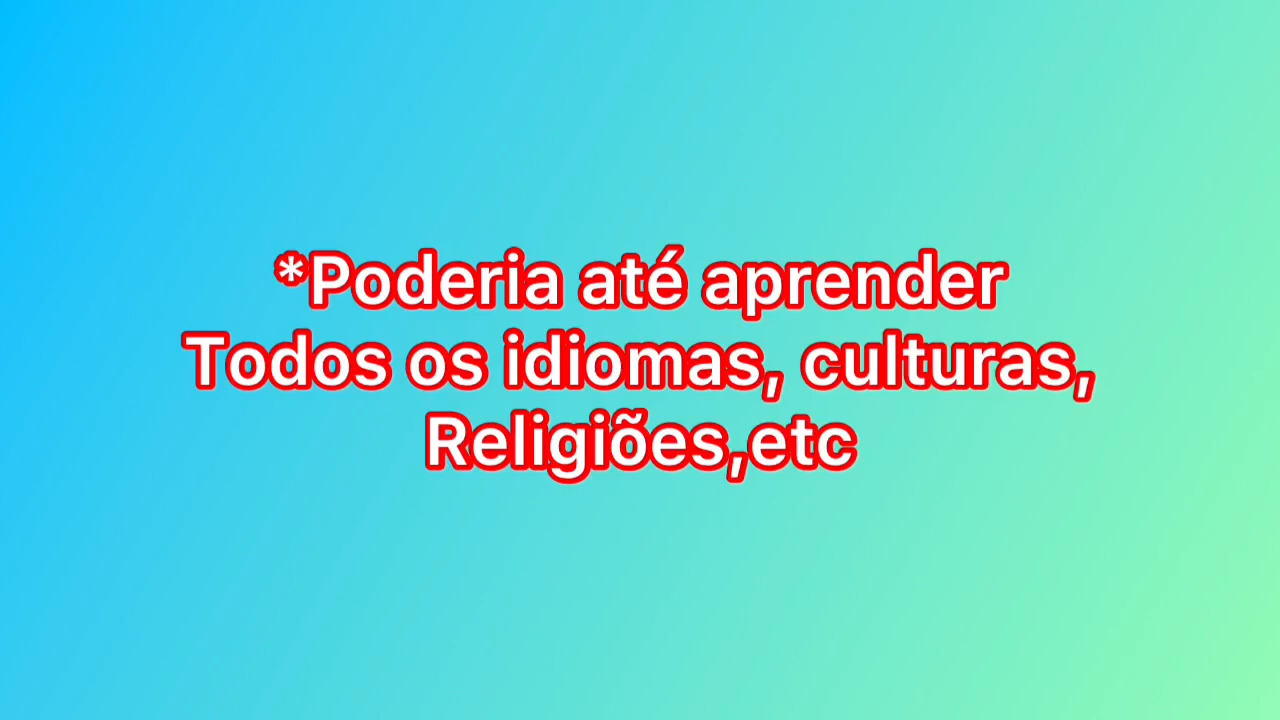 *Poderia até aprender
Todos os idiomas, culturas,
Religiões,etc